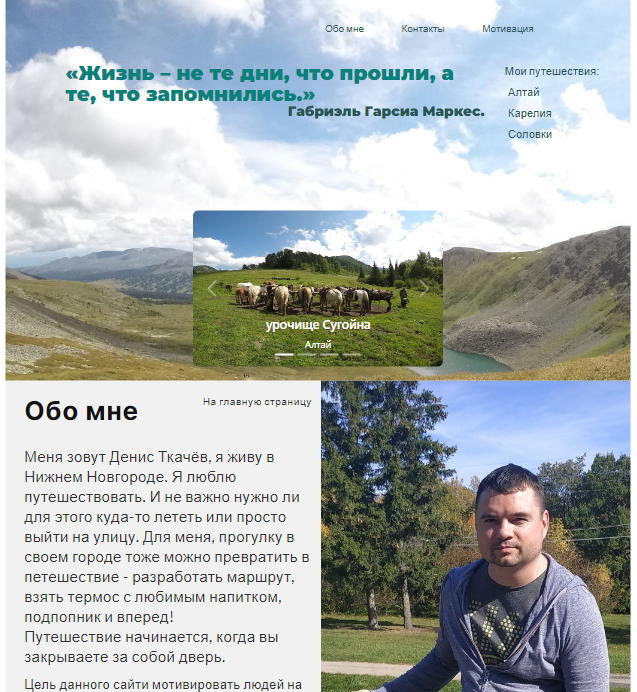 Обо мне Контакты Мотивация
«Жизнь – не те дни, что прошли, а
те, что запомнились.»
Габриэль Гарсиа Маркес.
Мои путешествия:
Алтай
Карелия
Соловки
урочище Сугойна
Алтай
Обо мне
На главную страницу
Меня зовут Денис Ткачёв, я живу в
Нижнем Новгороде. Я люблю
путешествовать. И не важно нужно ли
для этого куда-то лететь или просто
выйти на улицу. Для меня, прогулку в
своем городе тоже можно превратить в
петешествие - разработать маршрут,
взять термос с любимым напитком,
подпопник и вперед!
Путешествие начинается, когда вы
закрываете за собой дверь.
Цель данного сайти мотивировать людей на